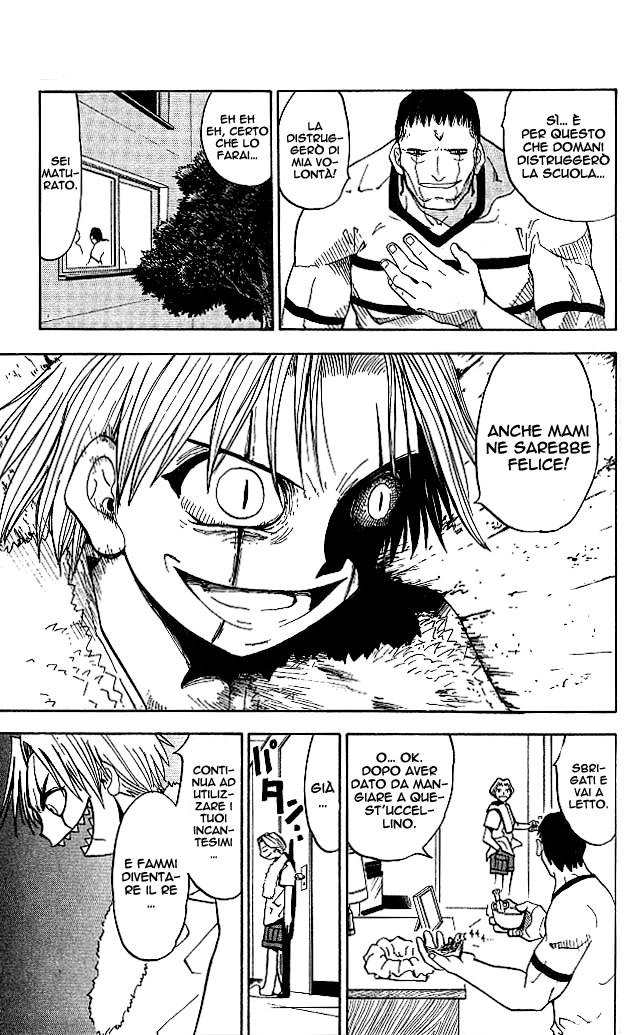 SÌ... È
PER QUESTO
CHE DOMANI
DISTRUGGERÒ
LA SCUOLA...
LA
DISTRUG-
GERÒ DI
MIA VO-
LONTÀ!
EH EH
EH, CERTO
CHE LO
FARAI...
SEI
MATU-
RATO.
ANCHE MAMI
NE SAREBBE
FELICE!
SBRI-
GATI E
VAI A
LETTO.
O... OK.
DOPO AVER
DATO DA MAN-
GIARE A QUE-
ST'UCCEL-
LINO.
GIÀ
...
パタン...
CONTI-
NUA AD
UTILIZ-
ZARE I
TUOI
INCAN-
TESIMI
...
E FAMMI
DIVENTA-
RE IL RE
...